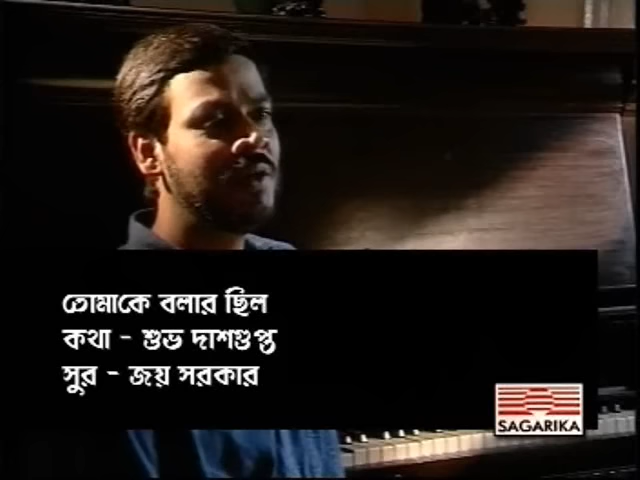 তোমাকে বলার ছিল
কথা - শুভ দাশগুপ্ত
সুর - জয় সরকার
SAGARIKA